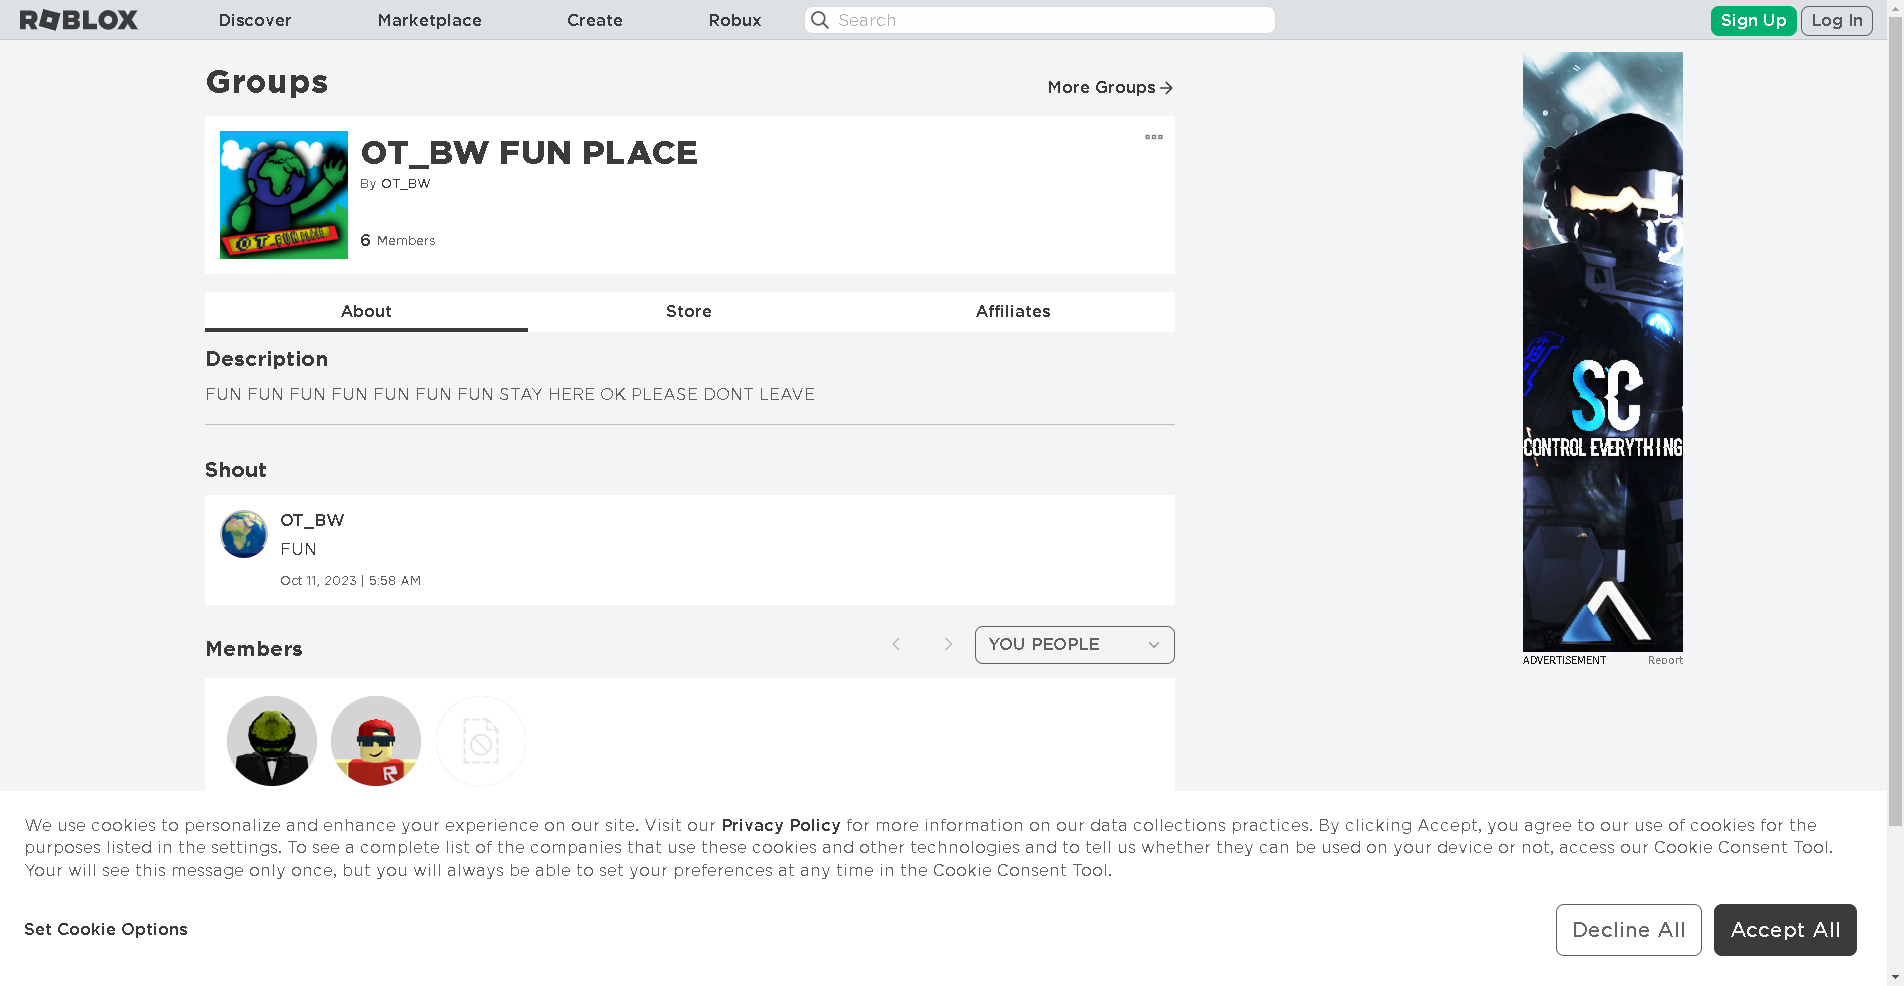 ROBLOX
Discover
Marketplace
Create
Robux
Search
Sign Up
Log In
Groups
More Groups
OT_BW FUN PLACE
By OT_BW
6 Members
OT FUN PLACE
About
Store
Affiliates
Description
FUN FUN FUN FUN FUN FUN FUN STAY HERE OK PLEASE DONT LEAVE
Shout
OT_BW
FUN
Oct 11, 2023 | 5:58 AM
Members
YOU PEOPLE
SC
CONTROL EVERYTHING
ADVERTISEMENT
Report
R
We use cookies to personalize and enhance your experience on our site. Visit our Privacy Policy for more information on our data collections practices. By clicking Accept, you agree to our use of cookies for the
purposes listed in the settings. To see a complete list of the companies that use these cookies and other technologies and to tell us whether they can be used on your device or not, access our Cookie Consent Tool.
Your will see this message only once, but you will always be able to set your preferences at any time in the Cookie Consent Tool.
Set Cookie Options
Decline All
Accept All